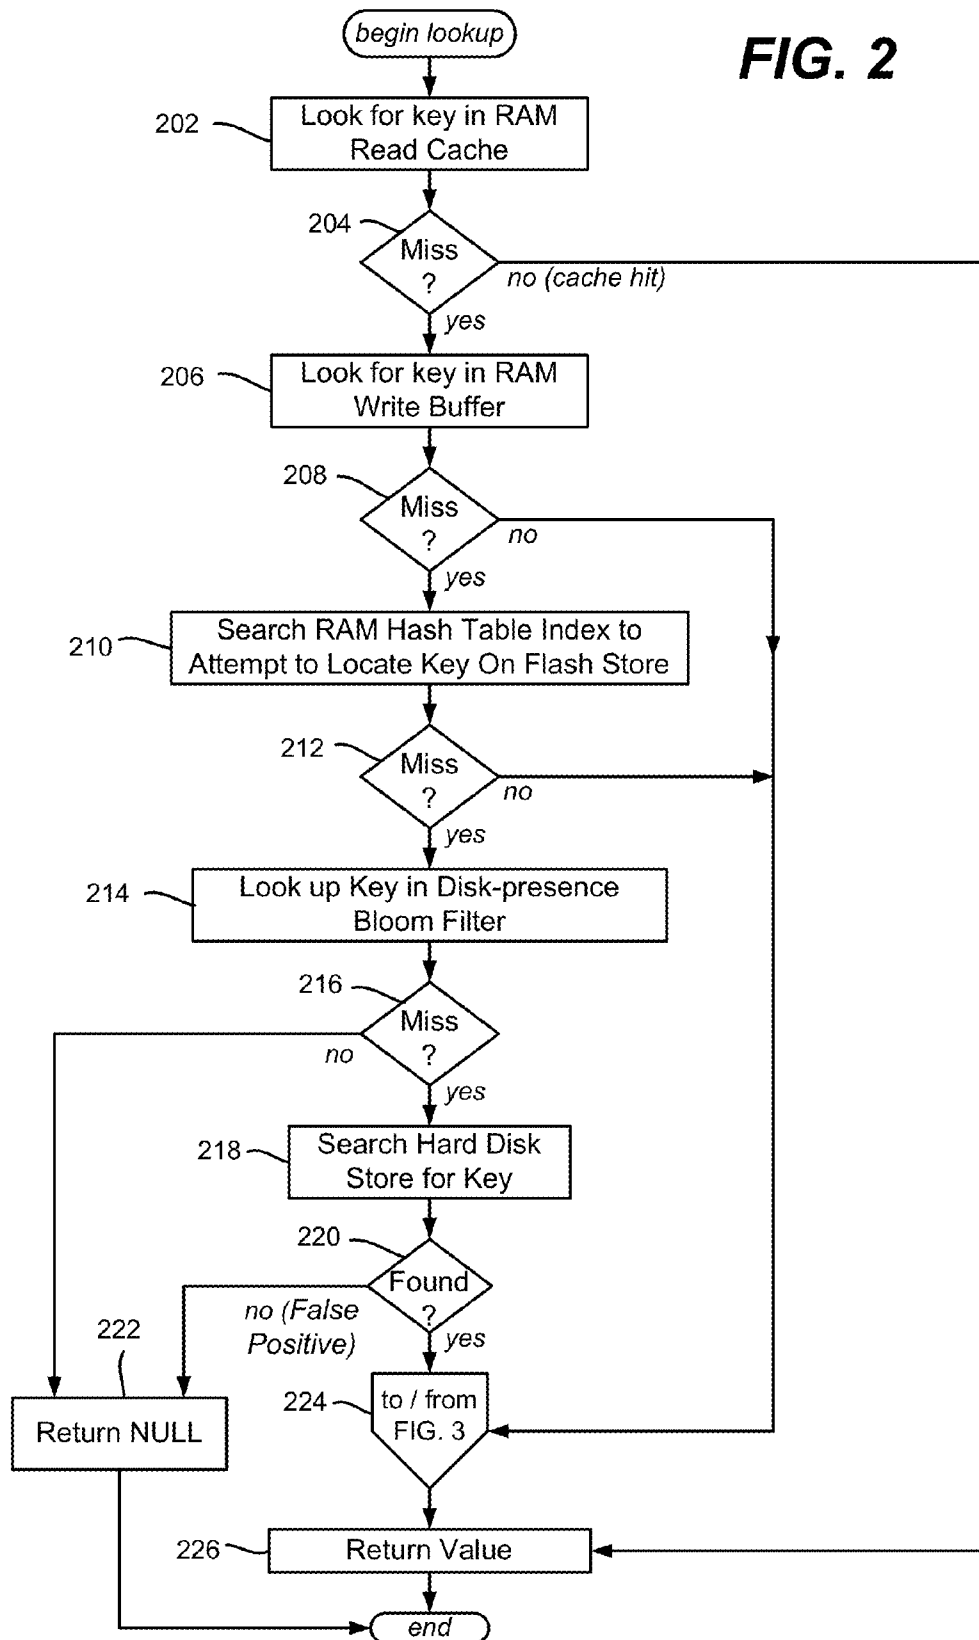 begin lookup
FIG. 2
202
Look for key in RAM
Read Cache
204
Miss
?
no (cache hit)
yes
206
Look for key in RAM
Write Buffer
208
Miss
?
no
yes
210
Search RAM Hash Table Index to
Attempt to Locate Key On Flash Store
212
Miss
?
no
yes
214
Look up Key in Disk-presence
Bloom Filter
216
Miss
?
no
yes
218
Search Hard Disk
Store for Key
220
Found
?
no (False
Positive)
yes
222
Return NULL
224
to / from
FIG. 3
226
Return Value
end